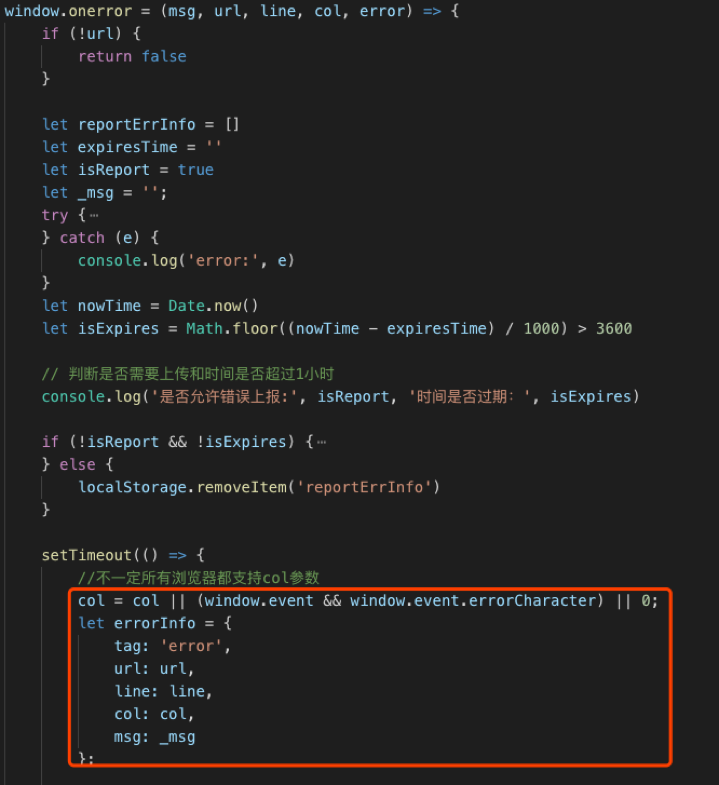 window.onerror = (msg, url, line, col, error) => {
if (!url) {
return false
}
let reportErrInfo = []
let expiresTime = ''
let isReport = true
let _msg = '';
try {⋯
} catch (e) {
console.log('error:', e)
}
let nowTime = Date.now()
let isExpires = Math.floor((nowTime - expiresTime) / 1000) > 3600
// 判断是否需要上传和时间是否超过1小时
console.log('是否允许错误上报:', isReport, '时间是否过期：', isExpires)
if (!isReport && !isExpires) {⋯
} else {
localStorage.removeItem('reportErrInfo')
}
setTimeout(() => {
//不一定所有浏览器都支持col参数
col = col || (window.event && window.event.errorCharacter) || 0;
let errorInfo = {
tag: 'error',
url: url,
line: line,
col: col,
msg: _msg
};